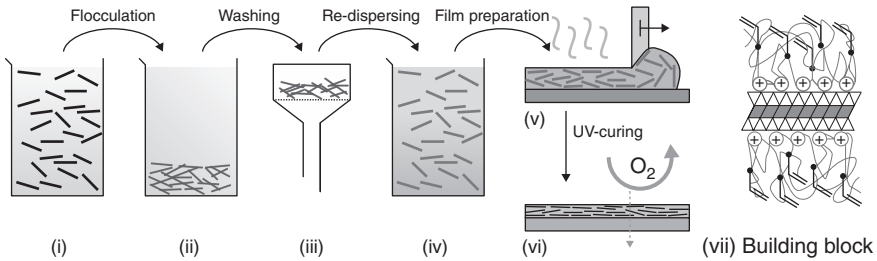 Flocculation
Washing
Re-dispersing
Film preparation
(v)
UV-curing
O₂
(i)
(ii)
(iii)
(iv)
(vi)
(vii) Building block
+ + + + +
+ + + + +